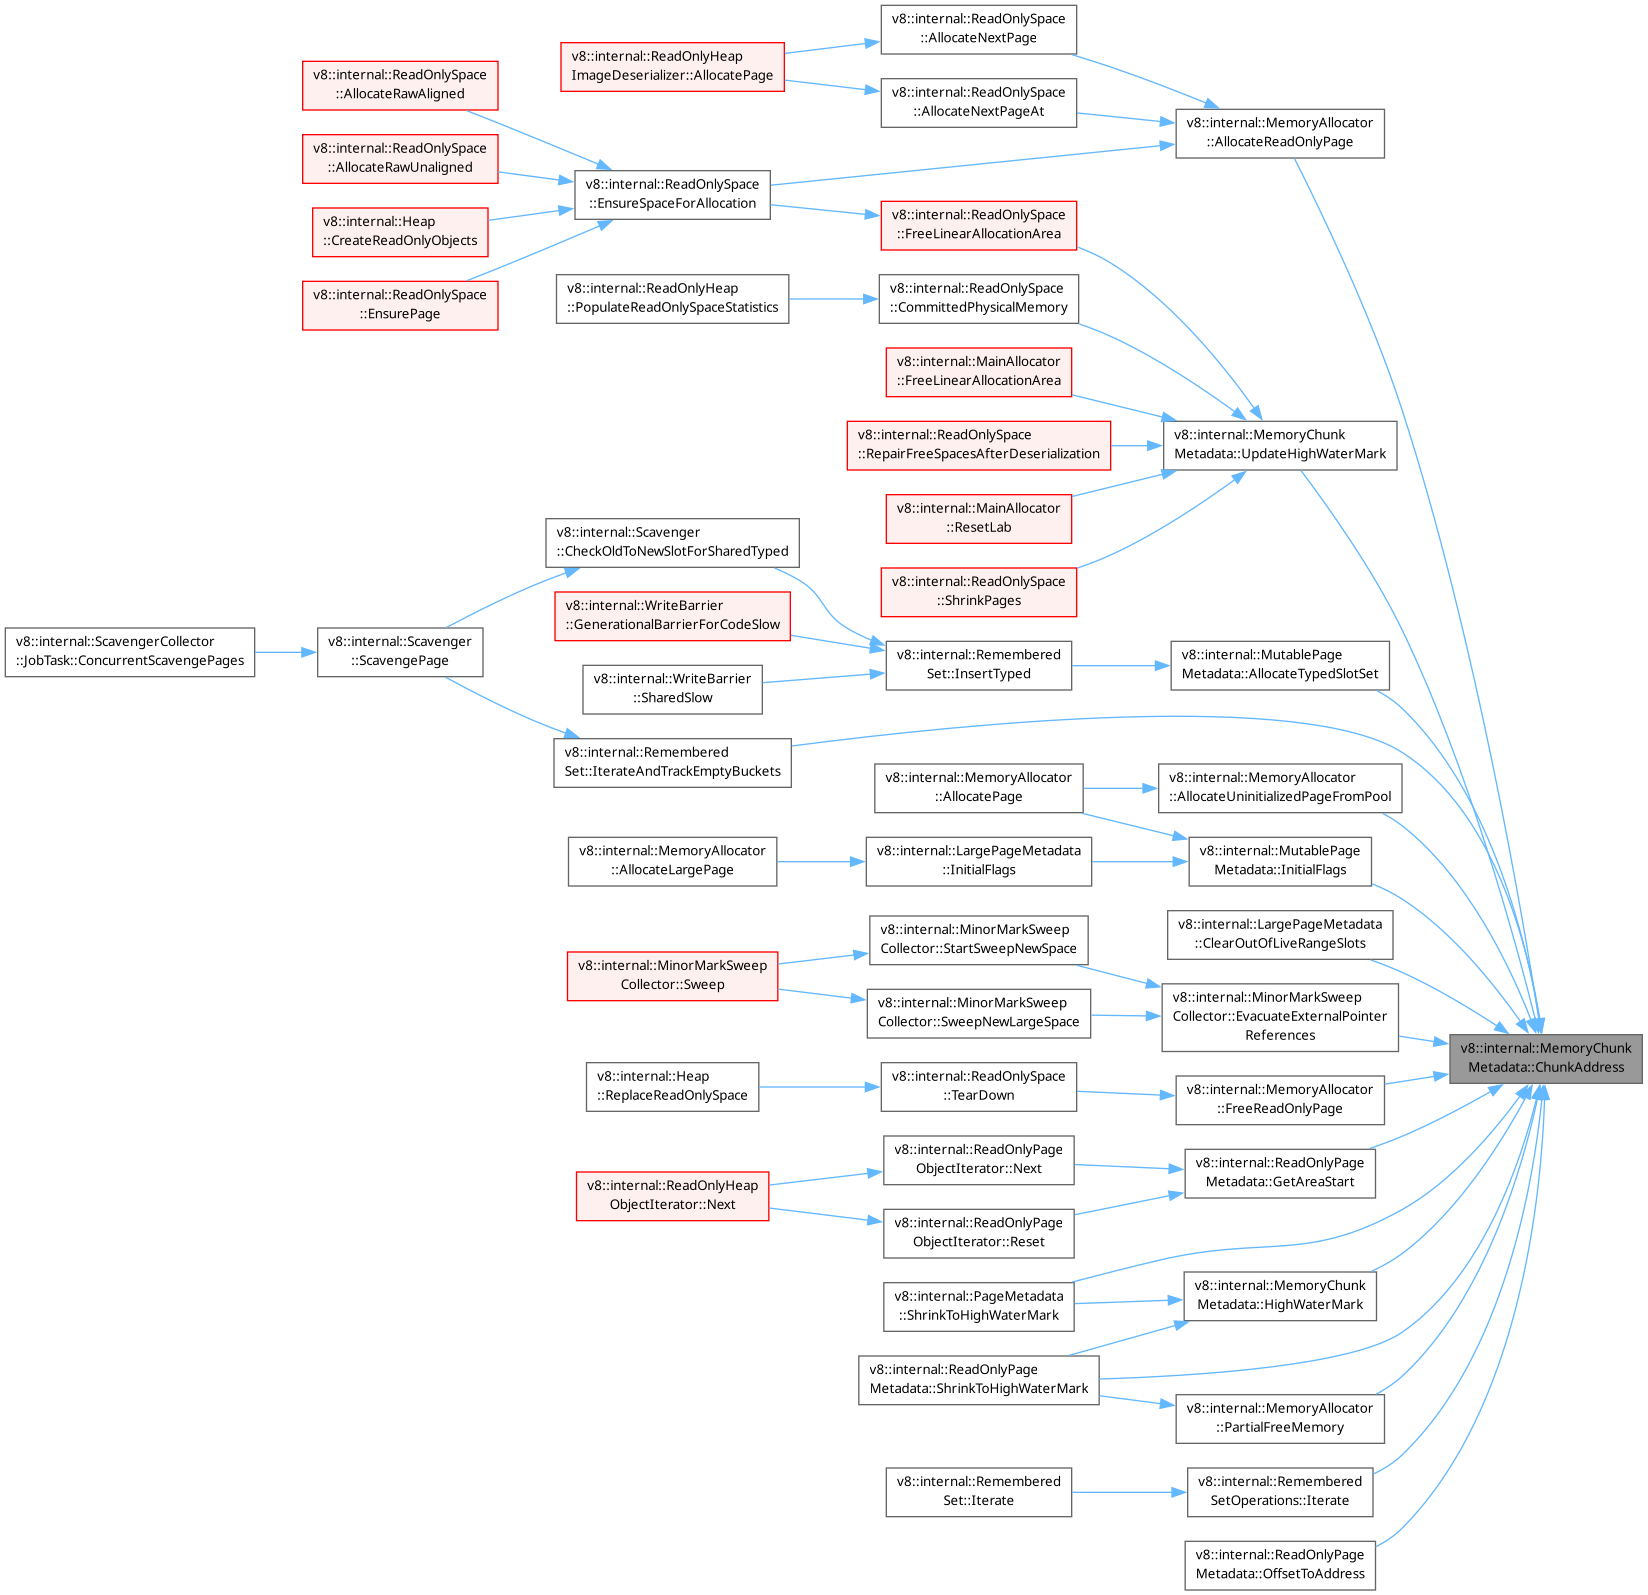 v8::internal::ReadOnlySpace
::AllocateNextPage
v8::internal::ReadOnlyHeap
ImageDeserializer::AllocatePage
v8::internal::ReadOnlySpace
::AllocateRawAligned
v8::internal::ReadOnlySpace
::AllocateNextPageAt
v8::internal::MemoryAllocator
::AllocateReadOnlyPage
v8::internal::ReadOnlySpace
::AllocateRawUnaligned
v8::internal::ReadOnlySpace
::EnsureSpaceForAllocation
v8::internal::Heap
::CreateReadOnlyObjects
v8::internal::ReadOnlySpace
::FreeLinearAllocationArea
v8::internal::ReadOnlySpace
::EnsurePage
v8::internal::ReadOnlyHeap
::PopulateReadOnlySpaceStatistics
v8::internal::ReadOnlySpace
::CommittedPhysicalMemory
v8::internal::MainAllocator
::FreeLinearAllocationArea
v8::internal::ReadOnlySpace
::RepairFreeSpacesAfterDeserialization
v8::internal::MemoryChunk
Metadata::UpdateHighWaterMark
v8::internal::MainAllocator
::ResetLab
v8::internal::Scavenger
::CheckOldToNewSlotForSharedTyped
v8::internal::ReadOnlySpace
::ShrinkPages
v8::internal::WriteBarrier
::GenerationalBarrierForCodeSlow
v8::internal::ScavengerCollector
::JobTask::ConcurrentScavengePages
v8::internal::Scavenger
::ScavengePage
v8::internal::Remembered
Set::InsertTyped
v8::internal::MutablePage
Metadata::AllocateTypedSlotSet
v8::internal::WriteBarrier
::SharedSlow
v8::internal::Remembered
Set::IterateAndTrackEmptyBuckets
v8::internal::MemoryAllocator
::AllocatePage
v8::internal::MemoryAllocator
::AllocateUninitializedPageFromPool
v8::internal::MemoryAllocator
::AllocateLargePage
v8::internal::LargePageMetadata
::InitialFlags
v8::internal::MutablePage
Metadata::InitialFlags
v8::internal::LargePageMetadata
::ClearOutOfLiveRangeSlots
v8::internal::MinorMarkSweep
Collector::StartSweepNewSpace
v8::internal::MinorMarkSweep
Collector::Sweep
v8::internal::MinorMarkSweep
Collector::SweepNewLargeSpace
v8::internal::MinorMarkSweep
Collector::EvacuateExternalPointer
References
v8::internal::MemoryChunk
Metadata::ChunkAddress
v8::internal::Heap
::ReplaceReadOnlySpace
v8::internal::ReadOnlySpace
::TearDown
v8::internal::MemoryAllocator
::FreeReadOnlyPage
v8::internal::ReadOnlyPage
ObjectIterator::Next
v8::internal::ReadOnlyPage
Metadata::GetAreaStart
v8::internal::ReadOnlyHeap
ObjectIterator::Next
v8::internal::ReadOnlyPage
ObjectIterator::Reset
v8::internal::PageMetadata
::ShrinkToHighWaterMark
v8::internal::MemoryChunk
Metadata::HighWaterMark
v8::internal::ReadOnlyPage
Metadata::ShrinkToHighWaterMark
v8::internal::MemoryAllocator
::PartialFreeMemory
v8::internal::Remembered
Set::Iterate
v8::internal::Remembered
SetOperations::Iterate
v8::internal::ReadOnlyPage
Metadata::OffsetToAddress